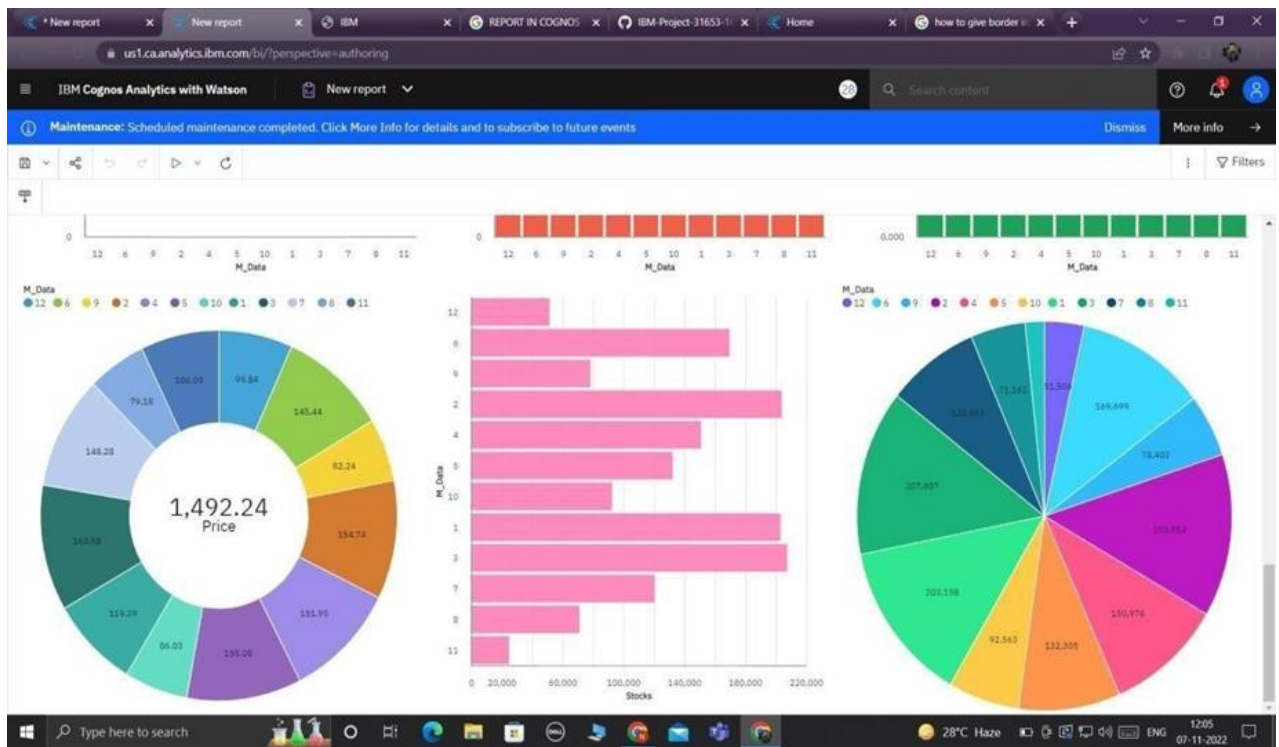 * New report
New report
IBM
REPORT IN COGNOS
IBM-Project-31653-1
Home
how to give border in
us1.ca.analytics.ibm.com/bi/?perspective=authoring
IBM Cognos Analytics with Watson
New report
28
Search content
1
Maintenance: Scheduled maintenance completed. Click More Info for details and to subscribe to future events
Dismiss
More info
Filters
0
12 6 9 2 4 5 10 1 3 7 8 11
M_Data
0
12 6 9 2 4 5 10 1 3 7 8 11
M_Data
0.000
12 6 9 2 4 5 10 1 3 7 8 11
M_Data
M_Data
12 6 9 2 4 5 10 1 3 7 8 11
99.84
145.44
82.24
154.74
155.08
86.03
119.39
148.28
79.18
106.09
1,492.24
Price
M_Data
12
6
9
2
4
5
10
1
3
7
8
11
0 20,000 60,000 100,000 140,000 180,000 220,000
Stocks
M_Data
12 6 9 2 4 5 10 1 3 7 8 11
169,699
78,403
150,978
132,305
92,563
203,158
207,607
Type here to search
28°C Haze
ENG
12:05
07-11-2022